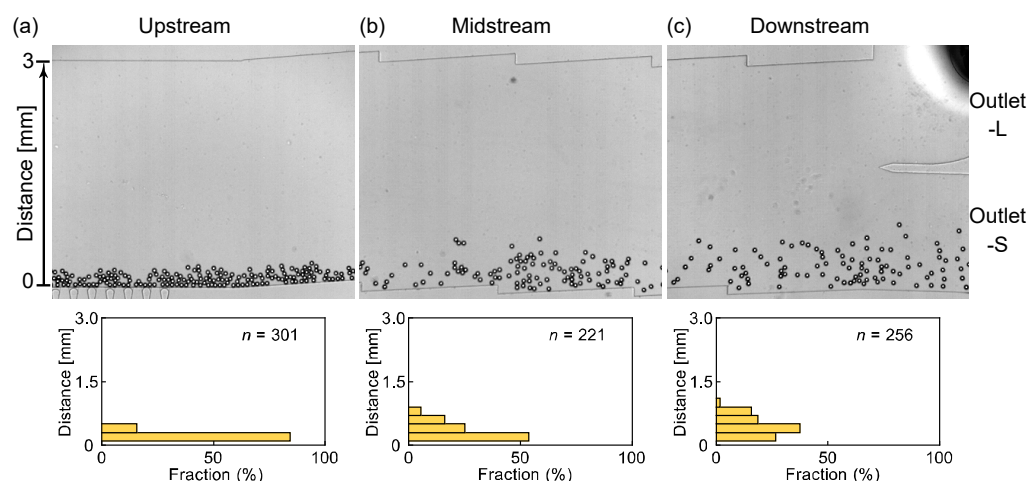 (a) Upstream
(b) Midstream
(c) Downstream
3
Distance [mm]
0
Outlet
-L
Outlet
-S
3.0
1.5
0
Distance [mm]
n = 301
0 50 100
Fraction (%)
3.0
1.5
0
Distance [mm]
n = 221
0 50 100
Fraction (%)
3.0
1.5
0
Distance [mm]
n = 256
0 50 100
Fraction (%)